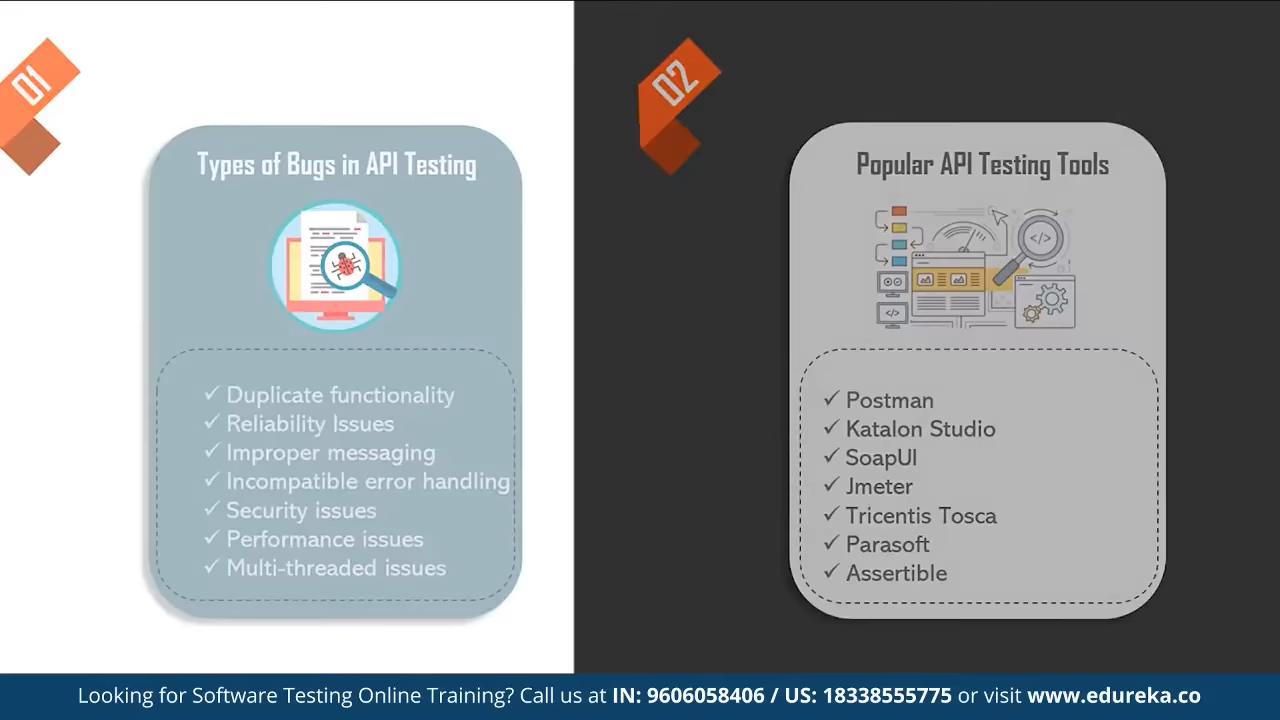 01
Types of Bugs in API Testing
✓ Duplicate functionality
✓ Reliability Issues
✓ Improper messaging
✓ Incompatible error handling
✓ Security issues
✓ Performance issues
✓ Multi-threaded issues
02
Popular API Testing Tools
</>
</>
✓ Postman
✓ Katalon Studio
✓ SoapUI
✓ Jmeter
✓ Tricentis Tosca
✓ Parasoft
✓ Assertible
Looking for Software Testing Online Training? Call us at IN: 9606058406 / US: 18338555775 or visit www.edureka.co